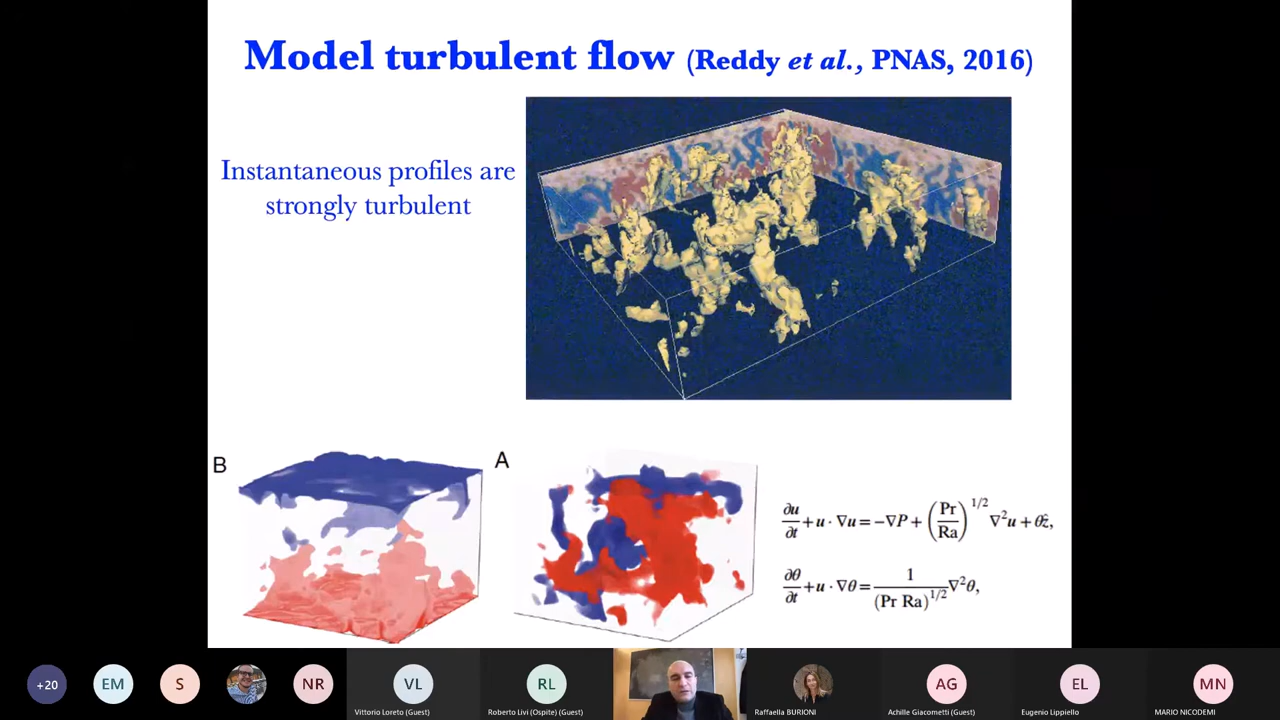 Model turbulent flow (Reddy et al., PNAS, 2016)
Instantaneous profiles are
strongly turbulent
B
A
∂u/∂t + u · ∇u = −∇P + (Pr/Ra)^1/2 ∇²u + θẑ,
∂θ/∂t + u · ∇θ = 1/(Pr Ra)^1/2 ∇²θ,
+20
EM
S
NR
VL
RL
AG
EL
MN
Vittorio Loreto (Guest)
Roberto Livi (Ospite) (Guest)
Raffaella BURIONI
Achille Giacometti (Guest)
Eugenio Lippiello
MARIO NICODEMI